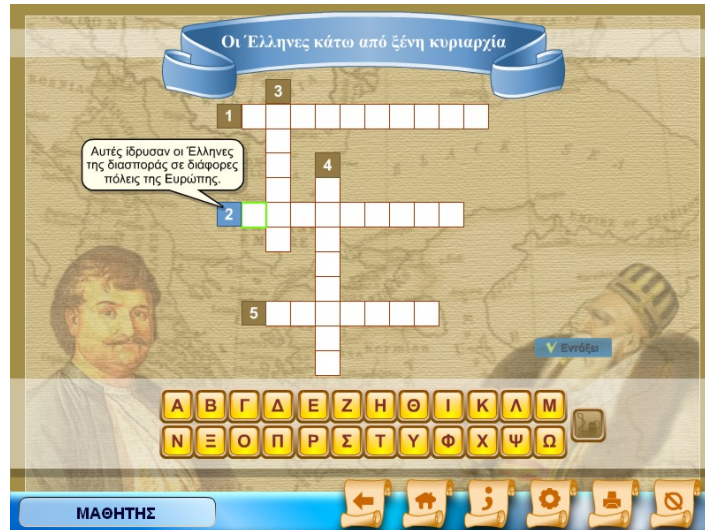 Οι Έλληνες κάτω από ξένη κυριαρχία
3
1
Αυτές ίδρυσαν οι Έλληνες
της διασποράς σε διάφορες
πόλεις της Ευρώπης.
4
2
5
Εντάξει
Α Β Γ Δ Ε Ζ Η Θ Ι Κ Λ Μ
Ν Ξ Ο Π Ρ Σ Τ Υ Φ Χ Ψ Ω
ΜΑΘΗΤΗΣ